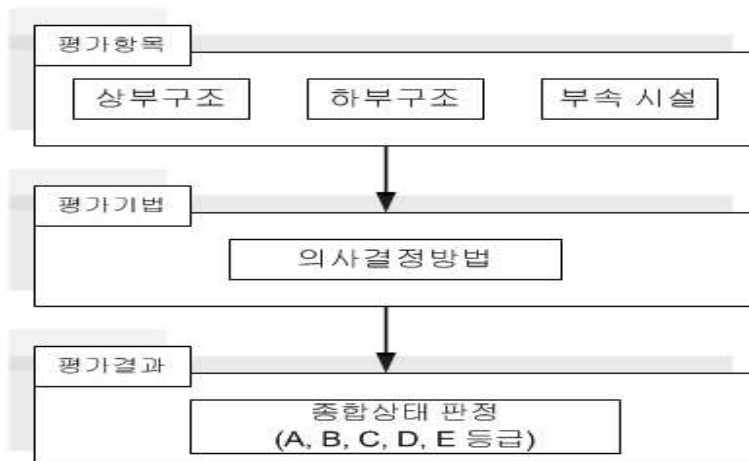 평가항목
상부구조 하부구조 부속 시설
평가기법
의사결정방법
평가결과
종합상태 판정
(A, B, C, D, E 등급)